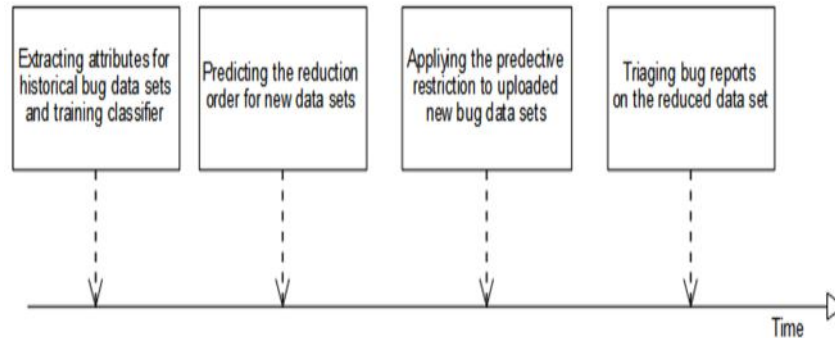 Extracting attributes for
historical bug data sets
and training classifier
Predicting the reduction
order for new data sets
Appliying the predective
restriction to uploaded
new bug data sets
Triaging bug reports
on the reduced data set
Time